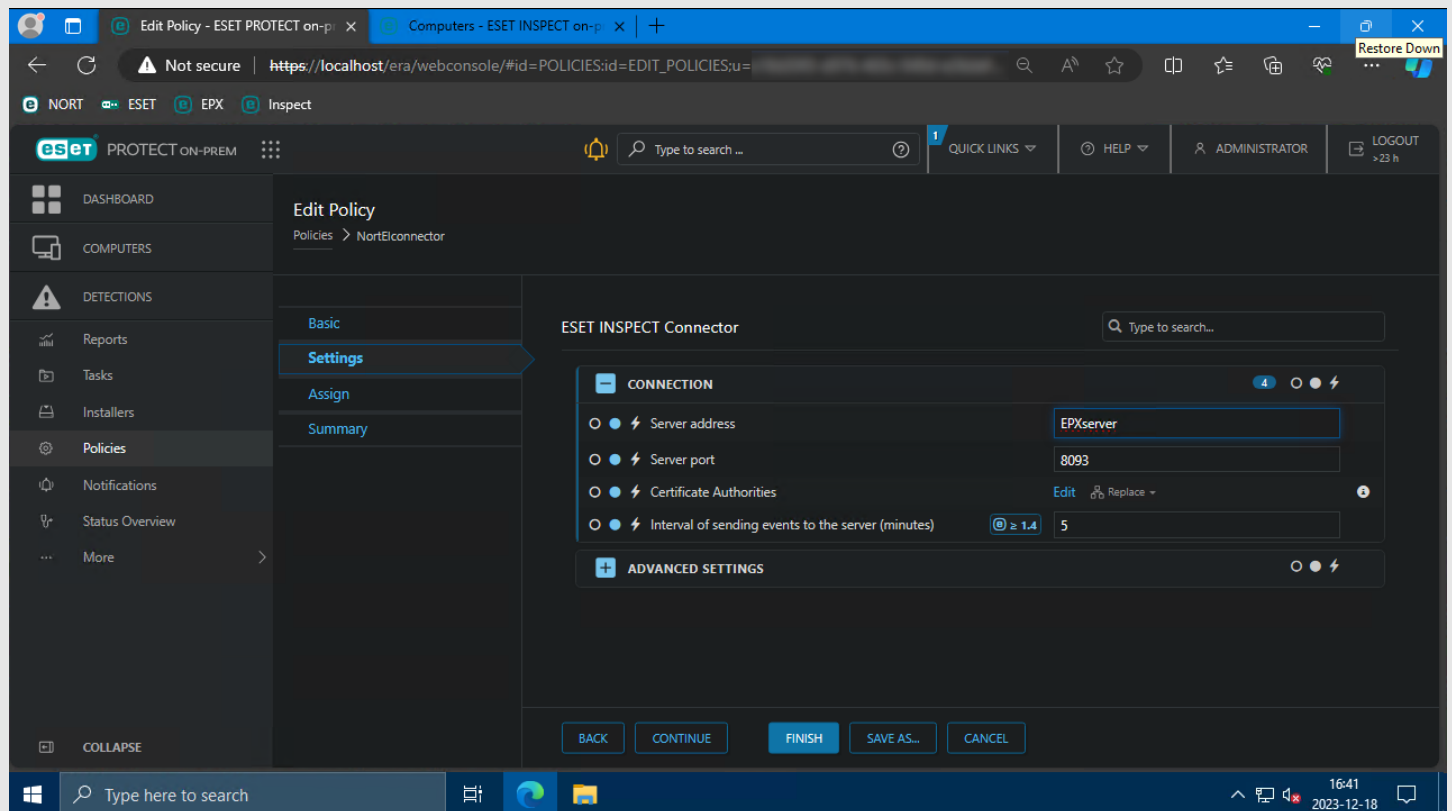 Edit Policy - ESET PROTECT on-pr
Computers - ESET INSPECT on-p
Restore Down
Not secure
https://localhost/era/webconsole/#id=POLICIES:id=EDIT_POLICIES;u=
NORT
ESET
EPX
Inspect
eset PROTECT ON-PREM
Type to search ...
1
QUICK LINKS
HELP
ADMINISTRATOR
LOGOUT
>23 h
DASHBOARD
COMPUTERS
DETECTIONS
Reports
Tasks
Installers
Policies
Notifications
Status Overview
More
COLLAPSE
Edit Policy
Policies > NortEIconnector
Basic
Settings
Assign
Summary
ESET INSPECT Connector
Type to search...
CONNECTION
4
Server address
EPXserver
Server port
8093
Certificate Authorities
Edit
Replace
Interval of sending events to the server (minutes)
≥ 1.4
5
ADVANCED SETTINGS
BACK
CONTINUE
FINISH
SAVE AS...
CANCEL
Type here to search
16:41
2023-12-18